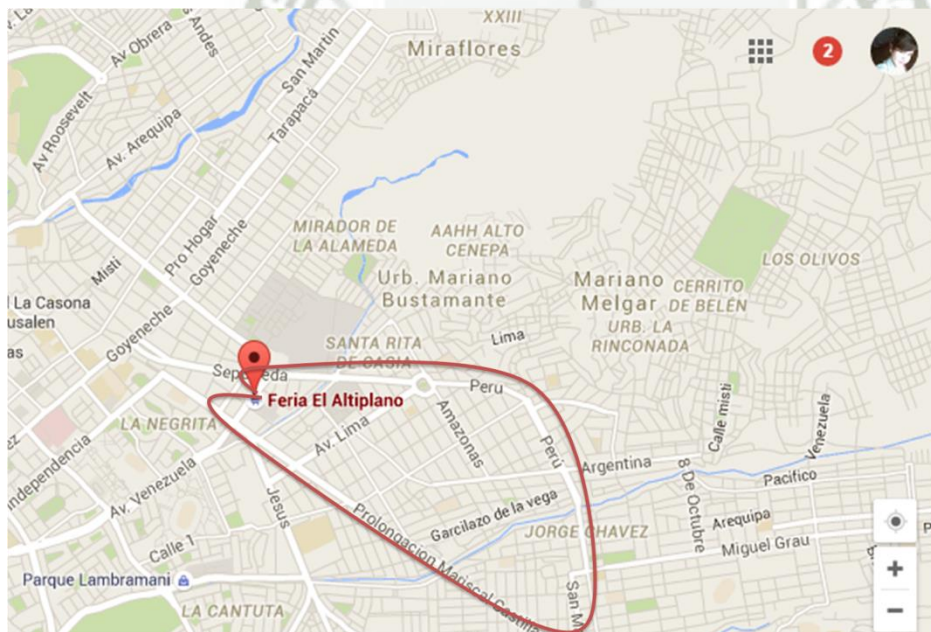 XXIII
Miraflores
2
Av Obrera
Andes
San Martin
Tarapacá
Av Roosevelt
Av. Arequipa
Pro Hogar
Goyeneche
MIRADOR DE
LA ALAMEDA
AAHH ALTO
CENEPA
LOS OLIVOS
Misti
Urb. Mariano
Bustamante
Mariano
Melgar
CERRITO
DE BELÉN
URB. LA
RINCONADA
La Casona
usalen
as
Goyeneche
SANTA RITA
DE CASIA
Lima
Feria El Altiplano
Peru
LA NEGRITA
Av. Lima
Amazonas
Perú
Calle misti
Venezuela
Independencia
Av. Venezuela
Jesus
Argentina
8 De Octubre
Pacifico
Garcilazo de la vega
Prolongacion Mariscal Castilla
JORGE CHAVEZ
Arequipa
Miguel Grau
Calle 1
Parque Lambramani
San M
LA CANTUTA
+
−